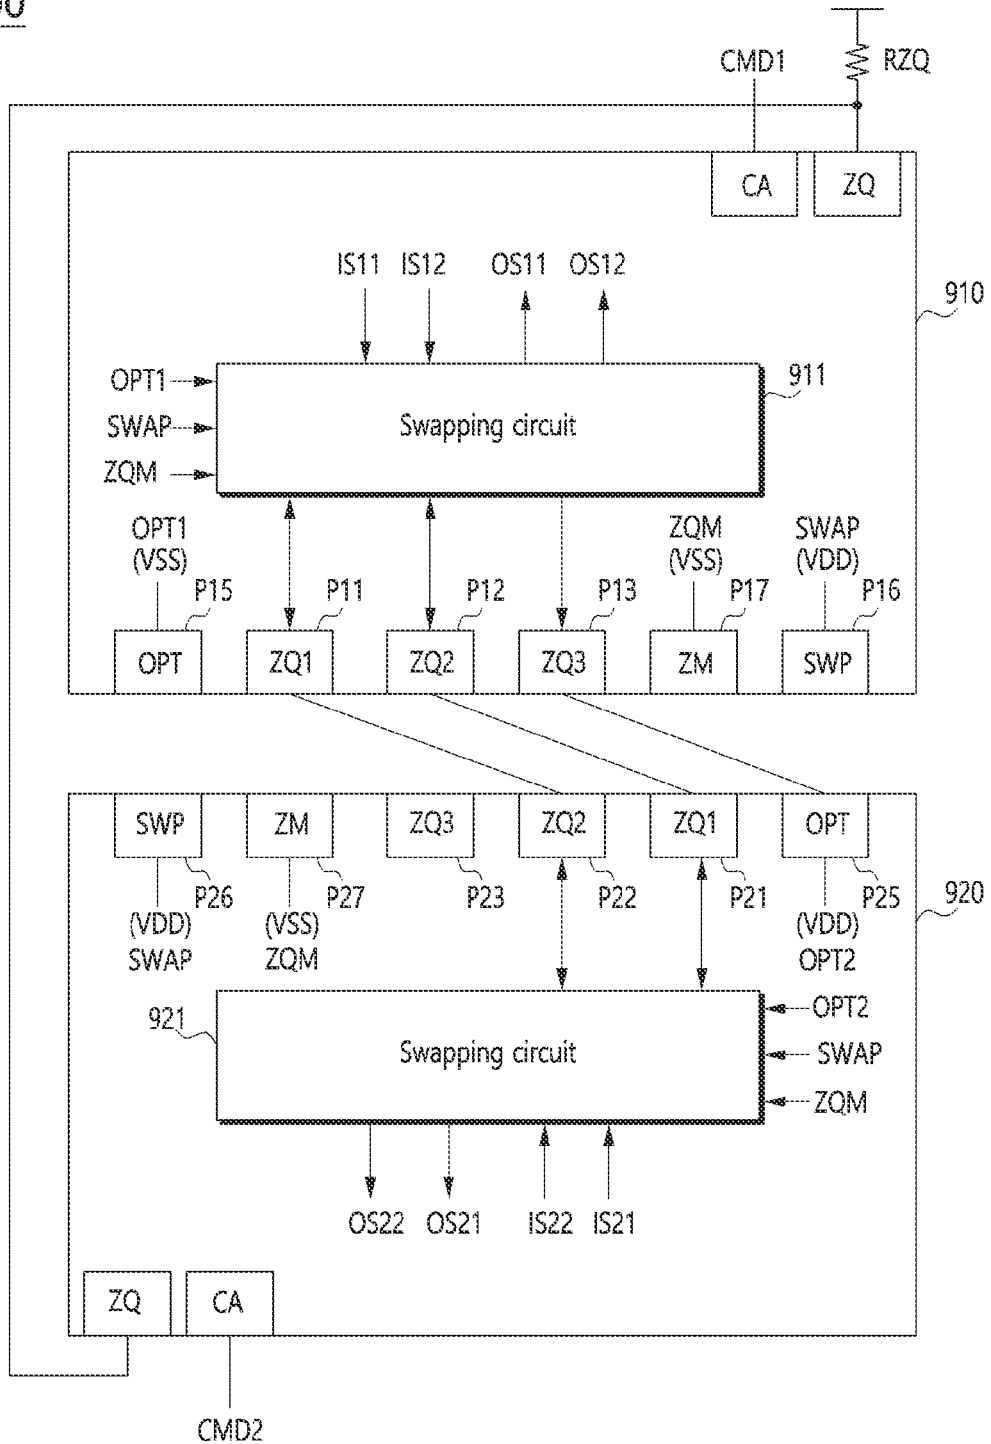 RZQ
CMD1
CA
ZQ
IS11
IS12
OS11
OS12
910
OPT1
SWAP
ZQM
Swapping circuit
911
OPT1
(VSS)
ZQM
(VSS)
SWAP
(VDD)
P15
P11
P12
P13
P17
P16
OPT
ZQ1
ZQ2
ZQ3
ZM
SWP
SWP
ZM
ZQ3
ZQ2
ZQ1
OPT
P26
P27
P23
P22
P21
P25
920
(VDD)
SWAP
(VSS)
ZQM
(VDD)
OPT2
921
Swapping circuit
OPT2
SWAP
ZQM
OS22
OS21
IS22
IS21
ZQ
CA
CMD2